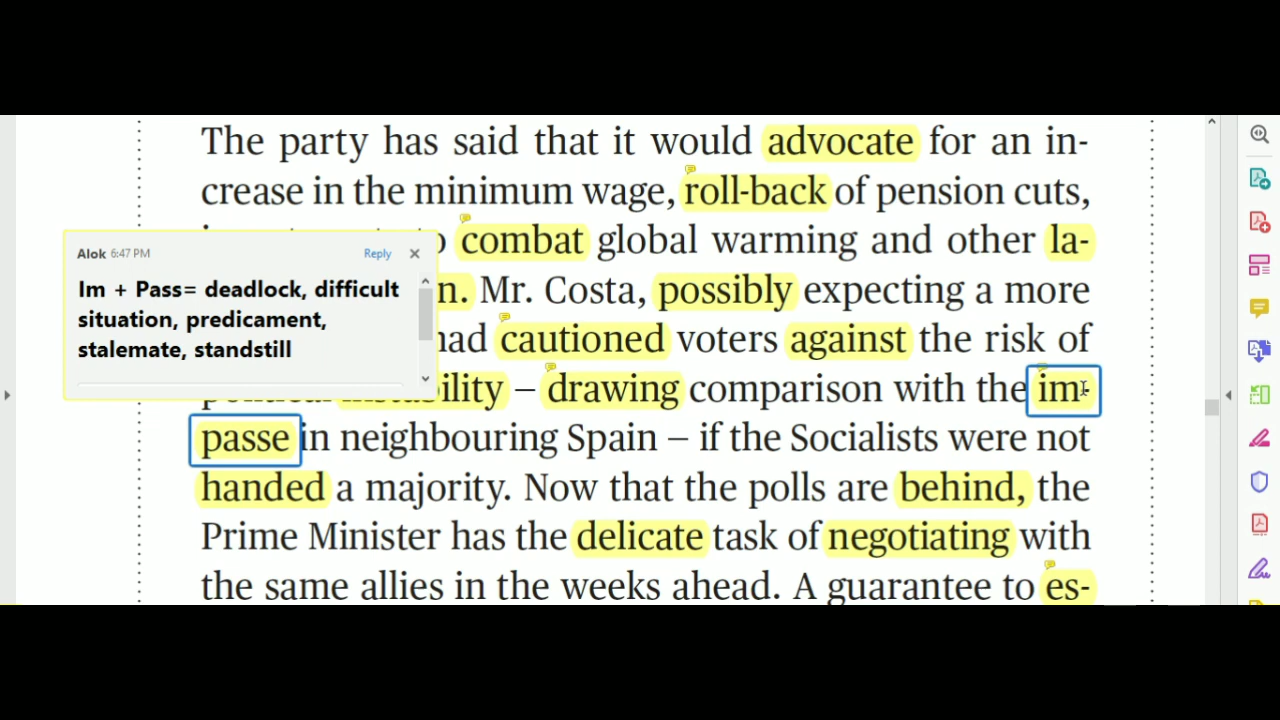 The party has said that it would advocate for an in-
crease in the minimum wage, roll-back of pension cuts,
combat global warming and other la-
Alok 6:47 PM Reply
Im + Pass= deadlock, difficult
situation, predicament,
stalemate, standstill
n. Mr. Costa, possibly expecting a more
had cautioned voters against the risk of
political instability – drawing comparison with the im-
passe in neighbouring Spain – if the Socialists were not
handed a majority. Now that the polls are behind, the
Prime Minister has the delicate task of negotiating with
the same allies in the weeks ahead. A guarantee to es-